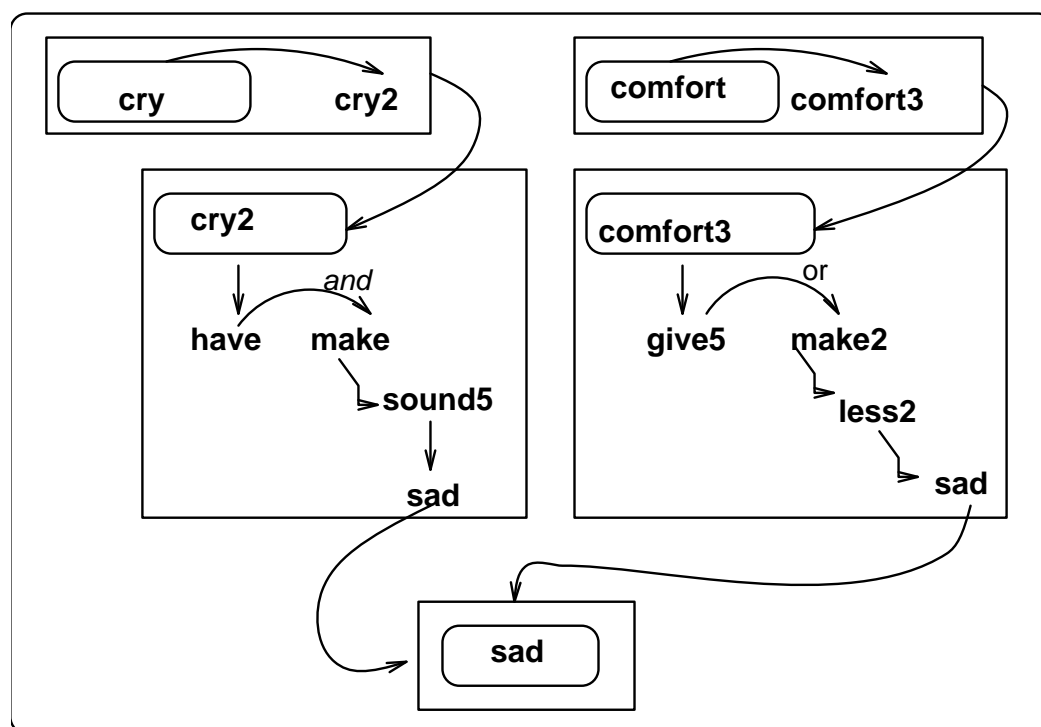 cry cry2
comfort comfort3
cry2
and
have make
sound5
sad
comfort3
or
give5 make2
less2
sad
sad